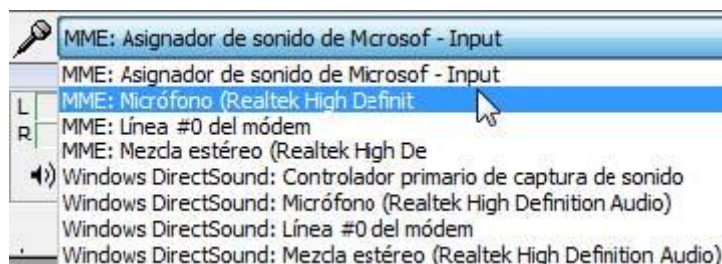 MME: Asignador de sonido de Mcrosof - Input
MME: Asignador de sonido de Microsof - Input
MME: Micrófono (Realtek High Definit
L
MME: Línea #0 del módem
R
MME: Mezcla estéreo (Realtek High De
Windows DirectSound: Controlador primario de captura de sonido
Windows DirectSound: Micrófono (Realtek High Definition Audio)
Windows DirectSound: Línea #0 del módem
Windows DirectSound: Mezcla estéreo (Realtek High Definition Audio)